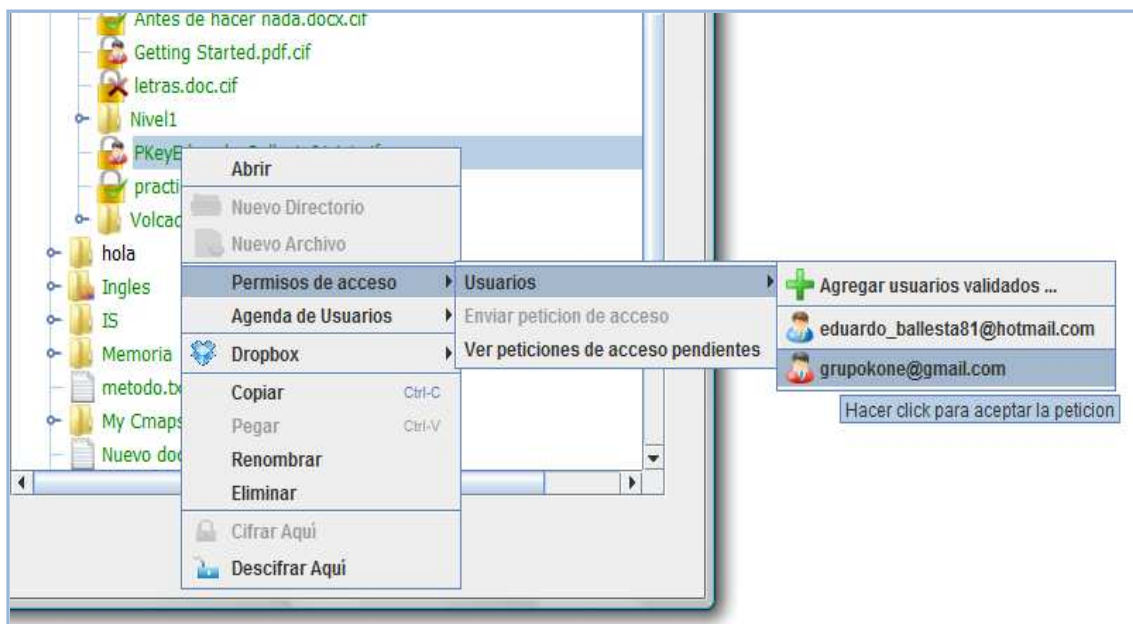 Antes de hacer nada.docx.cif
Getting Started.pdf.cif
letras.doc.cif
Nivel1
PKeyE
practi
Volcad
hola
Ingles
IS
Memoria
metodo.tx
My Cmaps
Nuevo doc
Abrir
Nuevo Directorio
Nuevo Archivo
Permisos de acceso
Agenda de Usuarios
Dropbox
Copiar Ctrl-C
Pegar Ctrl-V
Renombrar
Eliminar
Cifrar Aquí
Descifrar Aquí
Usuarios
Enviar peticion de acceso
Ver peticiones de acceso pendientes
Agregar usuarios validados ...
eduardo_ballesta81@hotmail.com
grupokone@gmail.com
Hacer click para aceptar la peticion